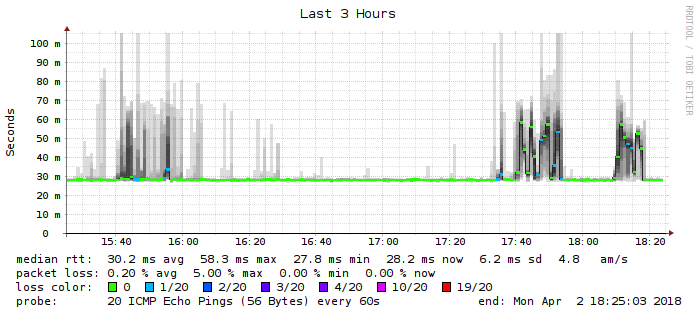 Last 3 Hours
RRDTOOL / TOBI OETIKER
Seconds
100 m
90 m
80 m
70 m
60 m
50 m
40 m
30 m
20 m
10 m
0
15:40 16:00 16:20 16:40 17:00 17:20 17:40 18:00 18:20
median rtt: 30.2 ms avg 58.3 ms max 27.8 ms min 28.2 ms now 6.2 ms sd 4.8 am/s
packet loss: 0.20 % avg 5.00 % max 0.00 % min 0.00 % now
loss color: 0 1/20 2/20 3/20 4/20 10/20 19/20
probe: 20 ICMP Echo Pings (56 Bytes) every 60s end: Mon Apr 2 18:25:03 2018